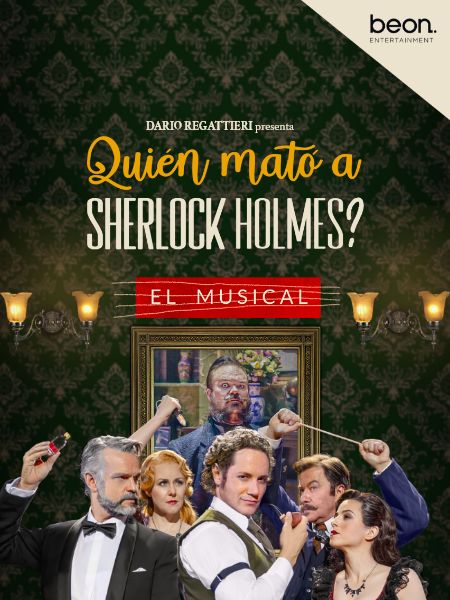 beon.
ENTERTAINMENT
DARIO REGATTIERI presenta
Quién mató a
SHERLOCK HOLMES?
EL MUSICAL